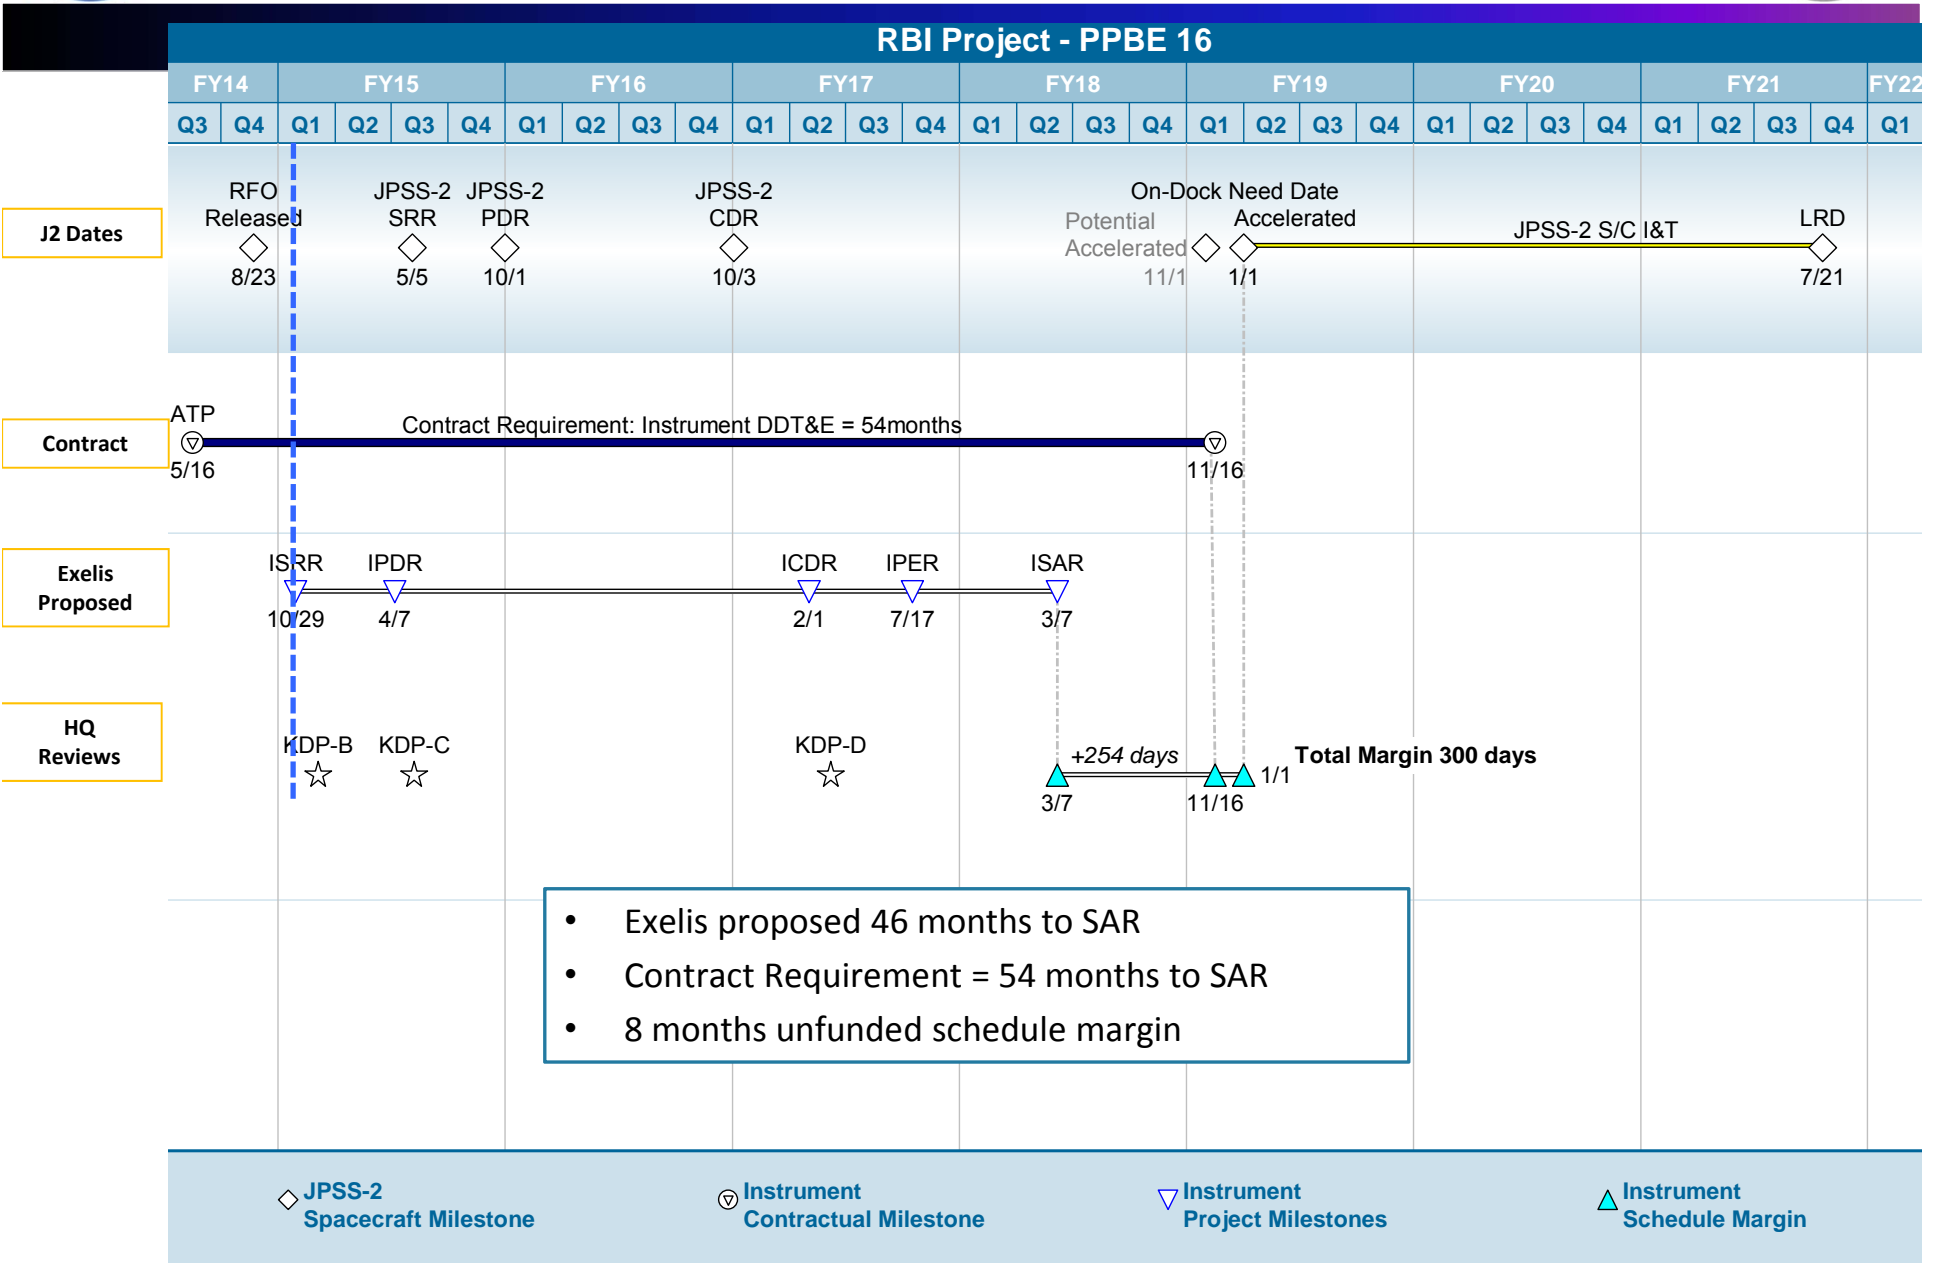 RBI Project - PPBE 16
FY14 FY15 FY16 FY17 FY18 FY19 FY20 FY21 FY22
Q3 Q4 Q1 Q2 Q3 Q4 Q1 Q2 Q3 Q4 Q1 Q2 Q3 Q4 Q1 Q2 Q3 Q4 Q1 Q2 Q3 Q4 Q1 Q2 Q3 Q4 Q1 Q2 Q3 Q4 Q1
J2 Dates
RFO
Released
8/23
JPSS-2
SRR
5/5
JPSS-2
PDR
10/1
JPSS-2
CDR
10/3
On-Dock Need Date
Potential
Accelerated
11/1
Accelerated
1/1
JPSS-2 S/C I&T
LRD
7/21
Contract
ATP
5/16
Contract Requirement: Instrument DDT&E = 54months
11/16
Exelis
Proposed
ISRR
10/29
IPDR
4/7
ICDR
2/1
IPER
7/17
ISAR
3/7
HQ
Reviews
KDP-B
KDP-C
KDP-D
+254 days
3/7
11/16
1/1
Total Margin 300 days
• Exelis proposed 46 months to SAR
• Contract Requirement = 54 months to SAR
• 8 months unfunded schedule margin
JPSS-2
Spacecraft Milestone
Instrument
Contractual Milestone
Instrument
Project Milestones
Instrument
Schedule Margin